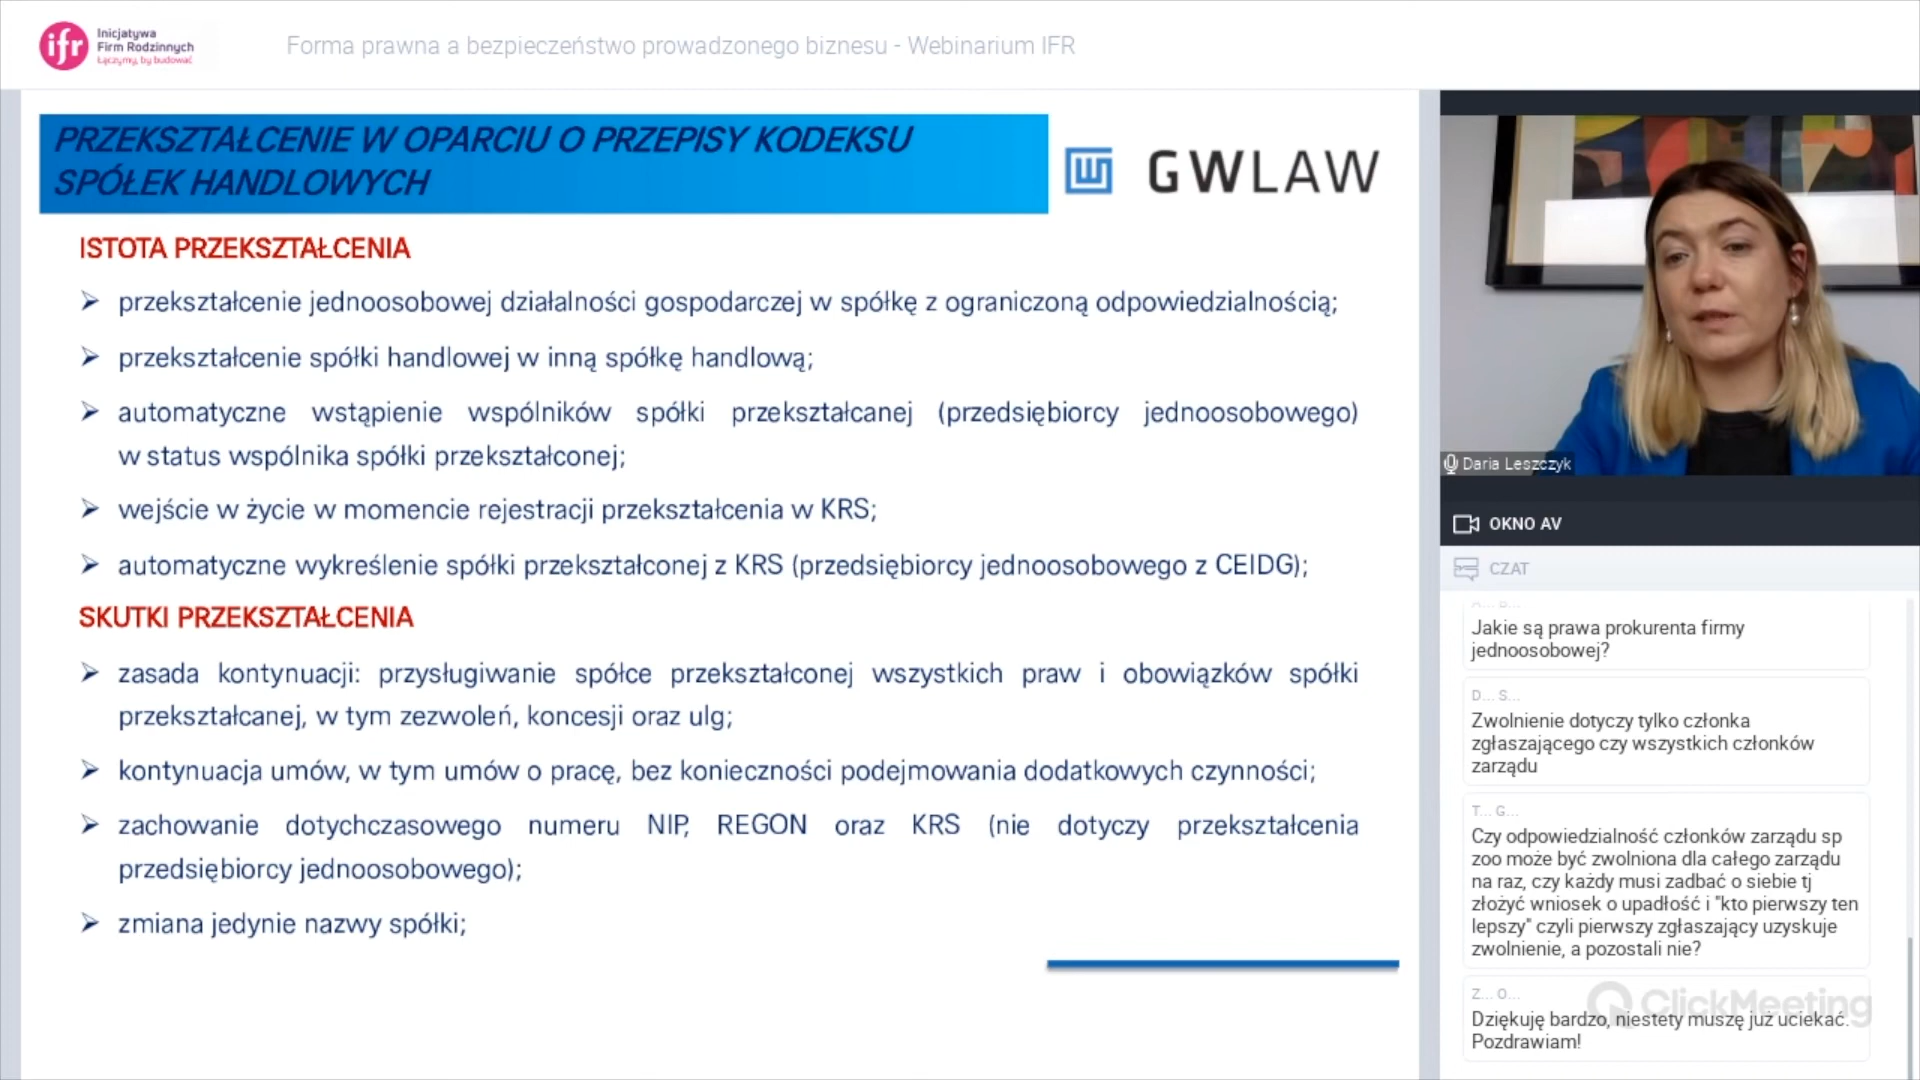 ifr
Inicjatywa
Firm Rodzinnych
Łączymy, by budować
Forma prawna a bezpieczeństwo prowadzonego biznesu - Webinarium IFR
PRZEKSZTAŁCENIE W OPARCIU O PRZEPISY KODEKSU
SPÓŁEK HANDLOWYCH
GWLAW
ISTOTA PRZEKSZTAŁCENIA
➢ przekształcenie jednoosobowej działalności gospodarczej w spółkę z ograniczoną odpowiedzialnością;
➢ przekształcenie spółki handlowej w inną spółkę handlową;
➢ automatyczne wstąpienie wspólników spółki przekształcanej (przedsiębiorcy jednoosobowego)
w status wspólnika spółki przekształconej;
➢ wejście w życie w momencie rejestracji przekształcenia w KRS;
➢ automatyczne wykreślenie spółki przekształconej z KRS (przedsiębiorcy jednoosobowego z CEIDG);
SKUTKI PRZEKSZTAŁCENIA
➢ zasada kontynuacji: przysługiwanie spółce przekształconej wszystkich praw i obowiązków spółki
przekształcanej, w tym zezwoleń, koncesji oraz ulg;
➢ kontynuacja umów, w tym umów o pracę, bez konieczności podejmowania dodatkowych czynności;
➢ zachowanie dotychczasowego numeru NIP, REGON oraz KRS (nie dotyczy przekształcenia
przedsiębiorcy jednoosobowego);
➢ zmiana jedynie nazwy spółki;
Daria Leszczyk
OKNO AV
CZAT
A... B...
Jakie są prawa prokurenta firmy
jednoosobowej?
D... S...
Zwolnienie dotyczy tylko członka
zgłaszającego czy wszystkich członków
zarządu
T... G...
Czy odpowiedzialność członków zarządu sp
zoo może być zwolniona dla całego zarządu
na raz, czy każdy musi zadbać o siebie tj
złożyć wniosek o upadłość i "kto pierwszy ten
lepszy" czyli pierwszy zgłaszający uzyskuje
zwolnienie, a pozostali nie?
Z... O...
Dziękuję bardzo, niestety muszę już uciekać.
Pozdrawiam!
ClickMeeting